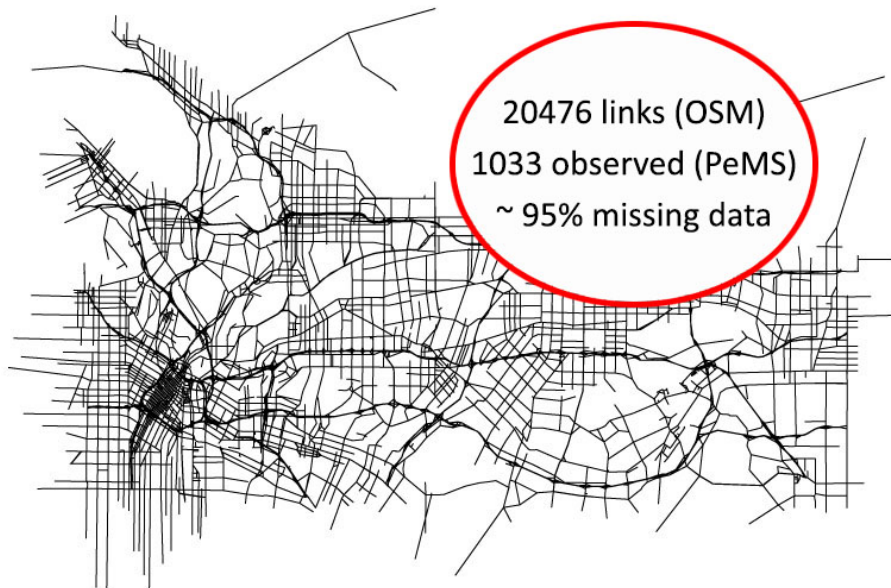 20476 links (OSM)
1033 observed (PeMS)
~ 95% missing data